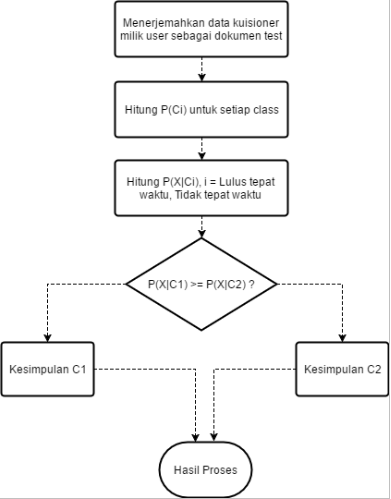 Menerjemahkan data kuisioner
milik user sebagai dokumen test
Hitung P(Ci) untuk setiap class
Hitung P(X|Ci), i = Lulus tepat
waktu, Tidak tepat waktu
P(X|C1) >= P(X|C2) ?
Kesimpulan C1
Kesimpulan C2
Hasil Proses